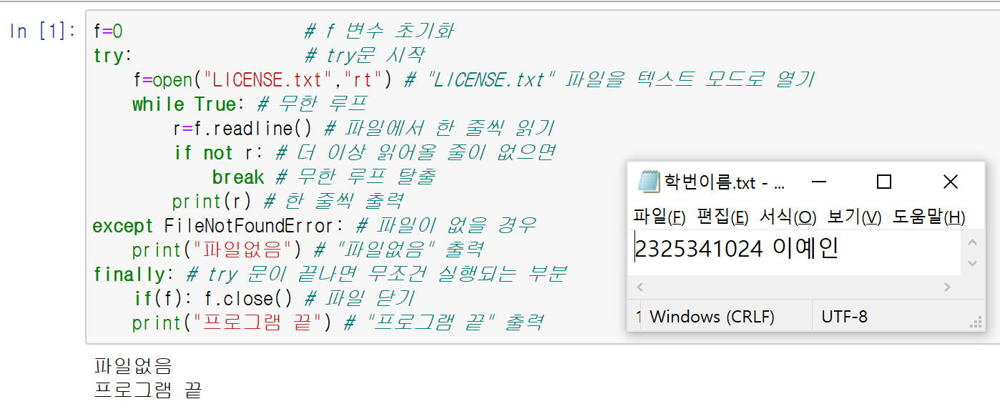 In [1]:
f=0 # f 변수 초기화
try: # try문 시작
f=open("LICENSE.txt","rt") # "LICENSE.txt" 파일을 텍스트 모드로 열기
while True: # 무한 루프
r=f.readline() # 파일에서 한 줄씩 읽기
if not r: # 더 이상 읽어올 줄이 없으면
break # 무한 루프 탈출
print(r) # 한 줄씩 출력
except FileNotFoundError: # 파일이 없을 경우
print("파일없음") # "파일없음" 출력
finally: # try 문이 끝나면 무조건 실행되는 부분
if(f): f.close() # 파일 닫기
print("프로그램 끝") # "프로그램 끝" 출력
파일없음
프로그램 끝
학번이름.txt - ...
파일(F) 편집(E) 서식(O) 보기(V) 도움말(H)
2325341024 이예인
1 Windows (CRLF) UTF-8